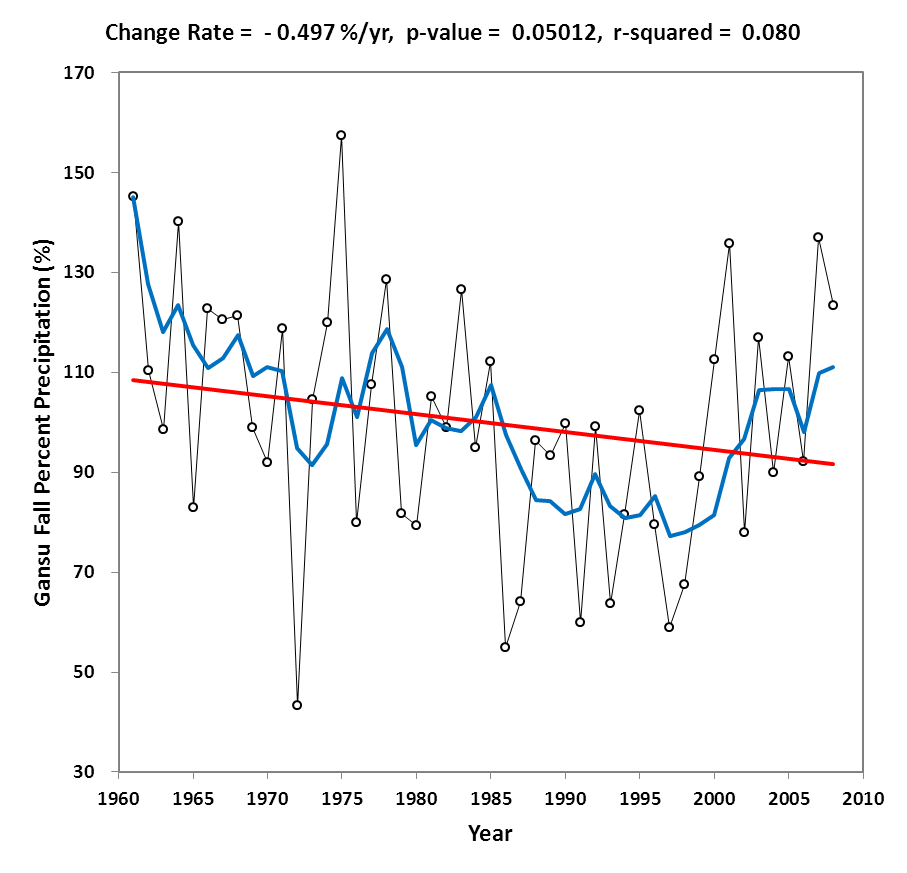 Change Rate = - 0.497 %/yr, p-value = 0.05012, r-squared = 0.080
170
150
130
110
90
70
50
30
Gansu Fall Percent Precipitation (%)
1960 1965 1970 1975 1980 1985 1990 1995 2000 2005 2010
Year